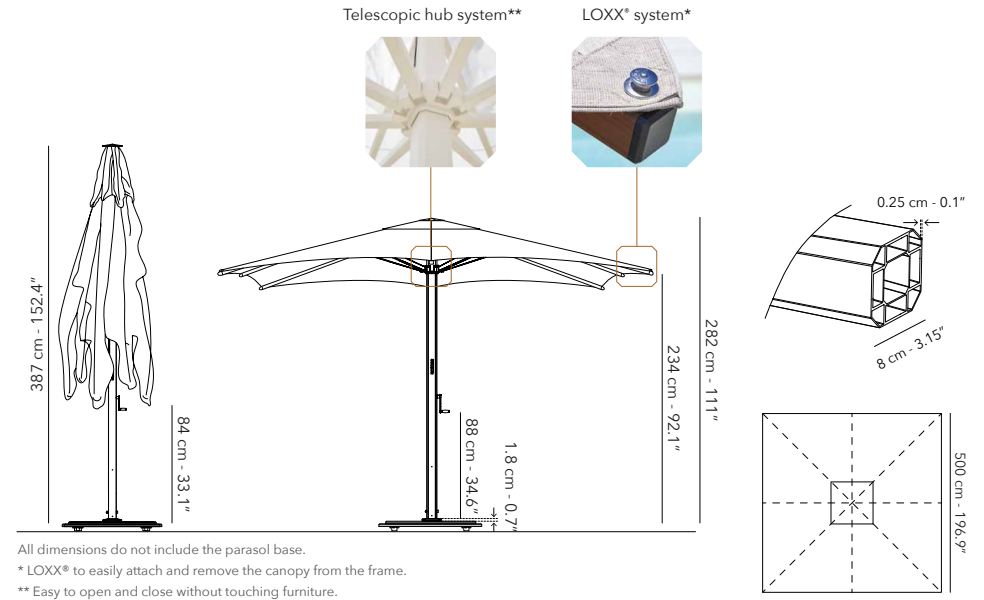 Telescopic hub system**
LOXX® system*
0.25 cm - 0.1″
8 cm - 3.15″
387 cm - 152.4″
84 cm - 33.1″
88 cm - 34.6″
1.8 cm - 0.7″
234 cm - 92.1″
282 cm - 111″
500 cm - 196.9″
All dimensions do not include the parasol base.
* LOXX® to easily attach and remove the canopy from the frame.
** Easy to open and close without touching furniture.